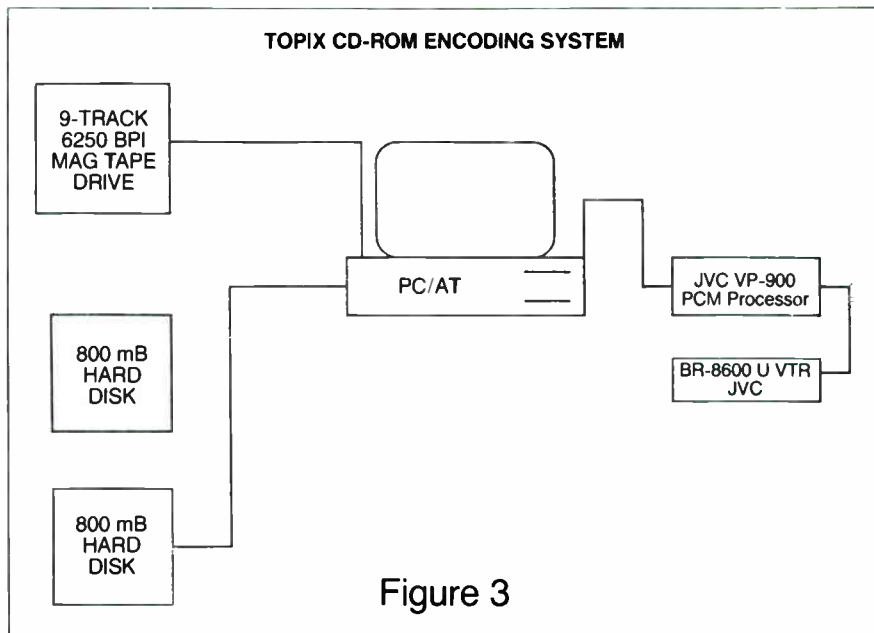 TOPIX CD-ROM ENCODING SYSTEM
9-TRACK
6250 BPI
MAG TAPE
DRIVE
PC/AT
JVC VP-900
PCM Processor
800 mB
HARD
DISK
BR-8600 U VTR
JVC
800 mB
HARD
DISK
Figure 3